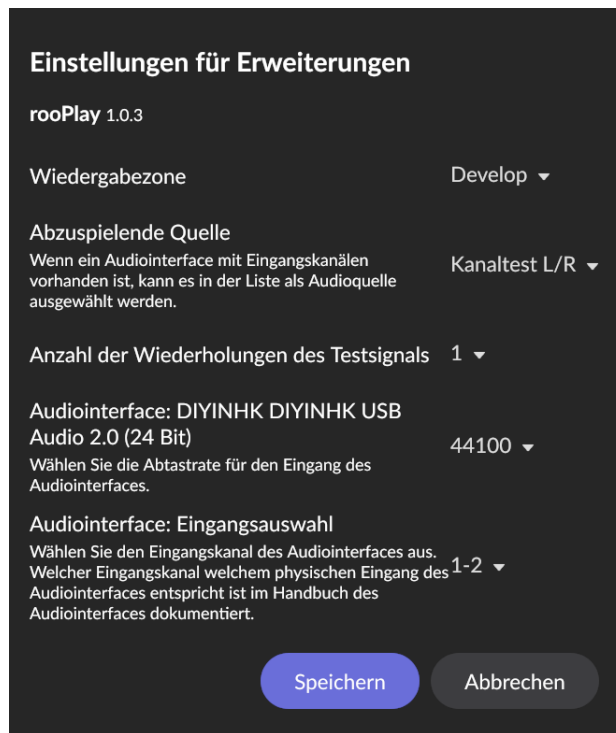 Einstellungen für Erweiterungen
rooPlay 1.0.3
Wiedergabezone
Develop
Abzuspielende Quelle
Wenn ein Audiointerface mit Eingangskanälen
vorhanden ist, kann es in der Liste als Audioquelle
ausgewählt werden.
Kanaltest L/R
Anzahl der Wiederholungen des Testsignals
1
Audiointerface: DIYINHK DIYINHK USB
Audio 2.0 (24 Bit)
Wählen Sie die Abtastrate für den Eingang des
Audiointerfaces.
44100
Audiointerface: Eingangsauswahl
Wählen Sie den Eingangskanal des Audiointerfaces aus.
Welcher Eingangskanal welchem physischen Eingang des
Audiointerfaces entspricht ist im Handbuch des
Audiointerfaces dokumentiert.
1-2
Speichern
Abbrechen